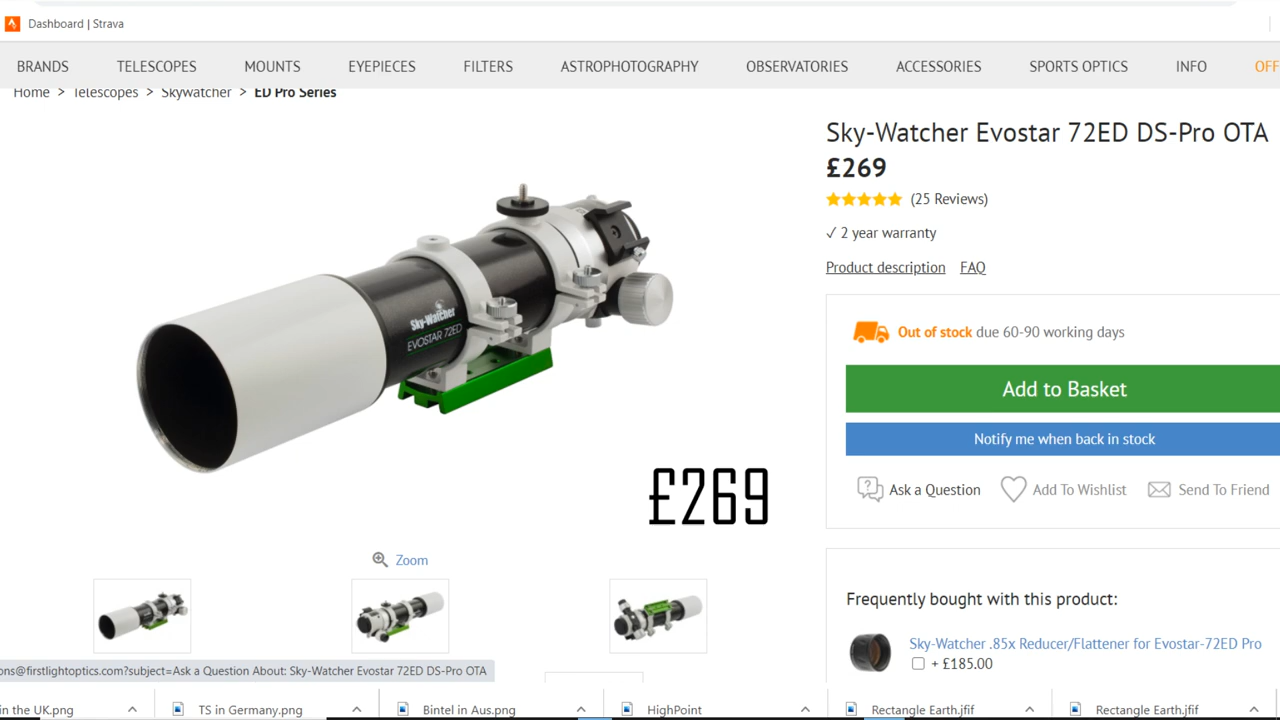 Dashboard | Strava
BRANDS TELESCOPES MOUNTS EYEPIECES FILTERS ASTROPHOTOGRAPHY OBSERVATORIES ACCESSORIES SPORTS OPTICS INFO OFF
Home > Telescopes > Skywatcher > ED Pro Series
Sky-Watcher Evostar 72ED DS-Pro OTA
£269
(25 Reviews)
✓ 2 year warranty
Product description FAQ
Sky-Watcher
EVOSTAR 72ED
Out of stock due 60-90 working days
Add to Basket
Notify me when back in stock
Ask a Question Add To Wishlist Send To Friend
£269
Zoom
Frequently bought with this product:
Sky-Watcher .85x Reducer/Flattener for Evostar-72ED Pro
+ £185.00
ons@firstlightoptics.com?subject=Ask a Question About: Sky-Watcher Evostar 72ED DS-Pro OTA
in the UK.png TS in Germany.png Bintel in Aus.png HighPoint Rectangle Earth.jfif Rectangle Earth.jfif